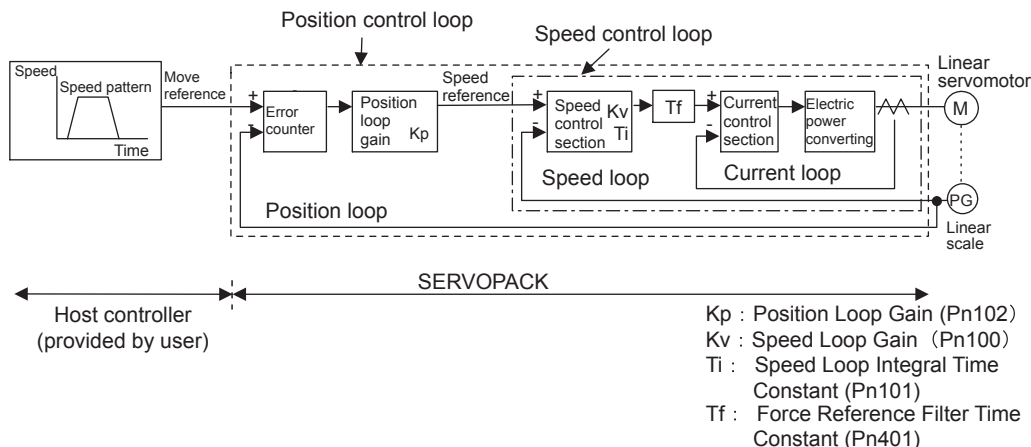 Position control loop
Speed control loop
Speed
Speed pattern
Time
Move
reference
+
-
Error
counter
Position
loop
gain Kp
Speed
reference
+
-
Speed
control
section
Kv
Ti
Tf
+
-
Current
control
section
Electric
power
converting
Linear
servomotor
M
Speed loop
Current loop
Position loop
PG
Linear
scale
SERVOPACK
Host controller
(provided by user)
Kp : Position Loop Gain (Pn102)
Kv : Speed Loop Gain (Pn100)
Ti : Speed Loop Integral Time
Constant (Pn101)
Tf : Force Reference Filter Time
Constant (Pn401)